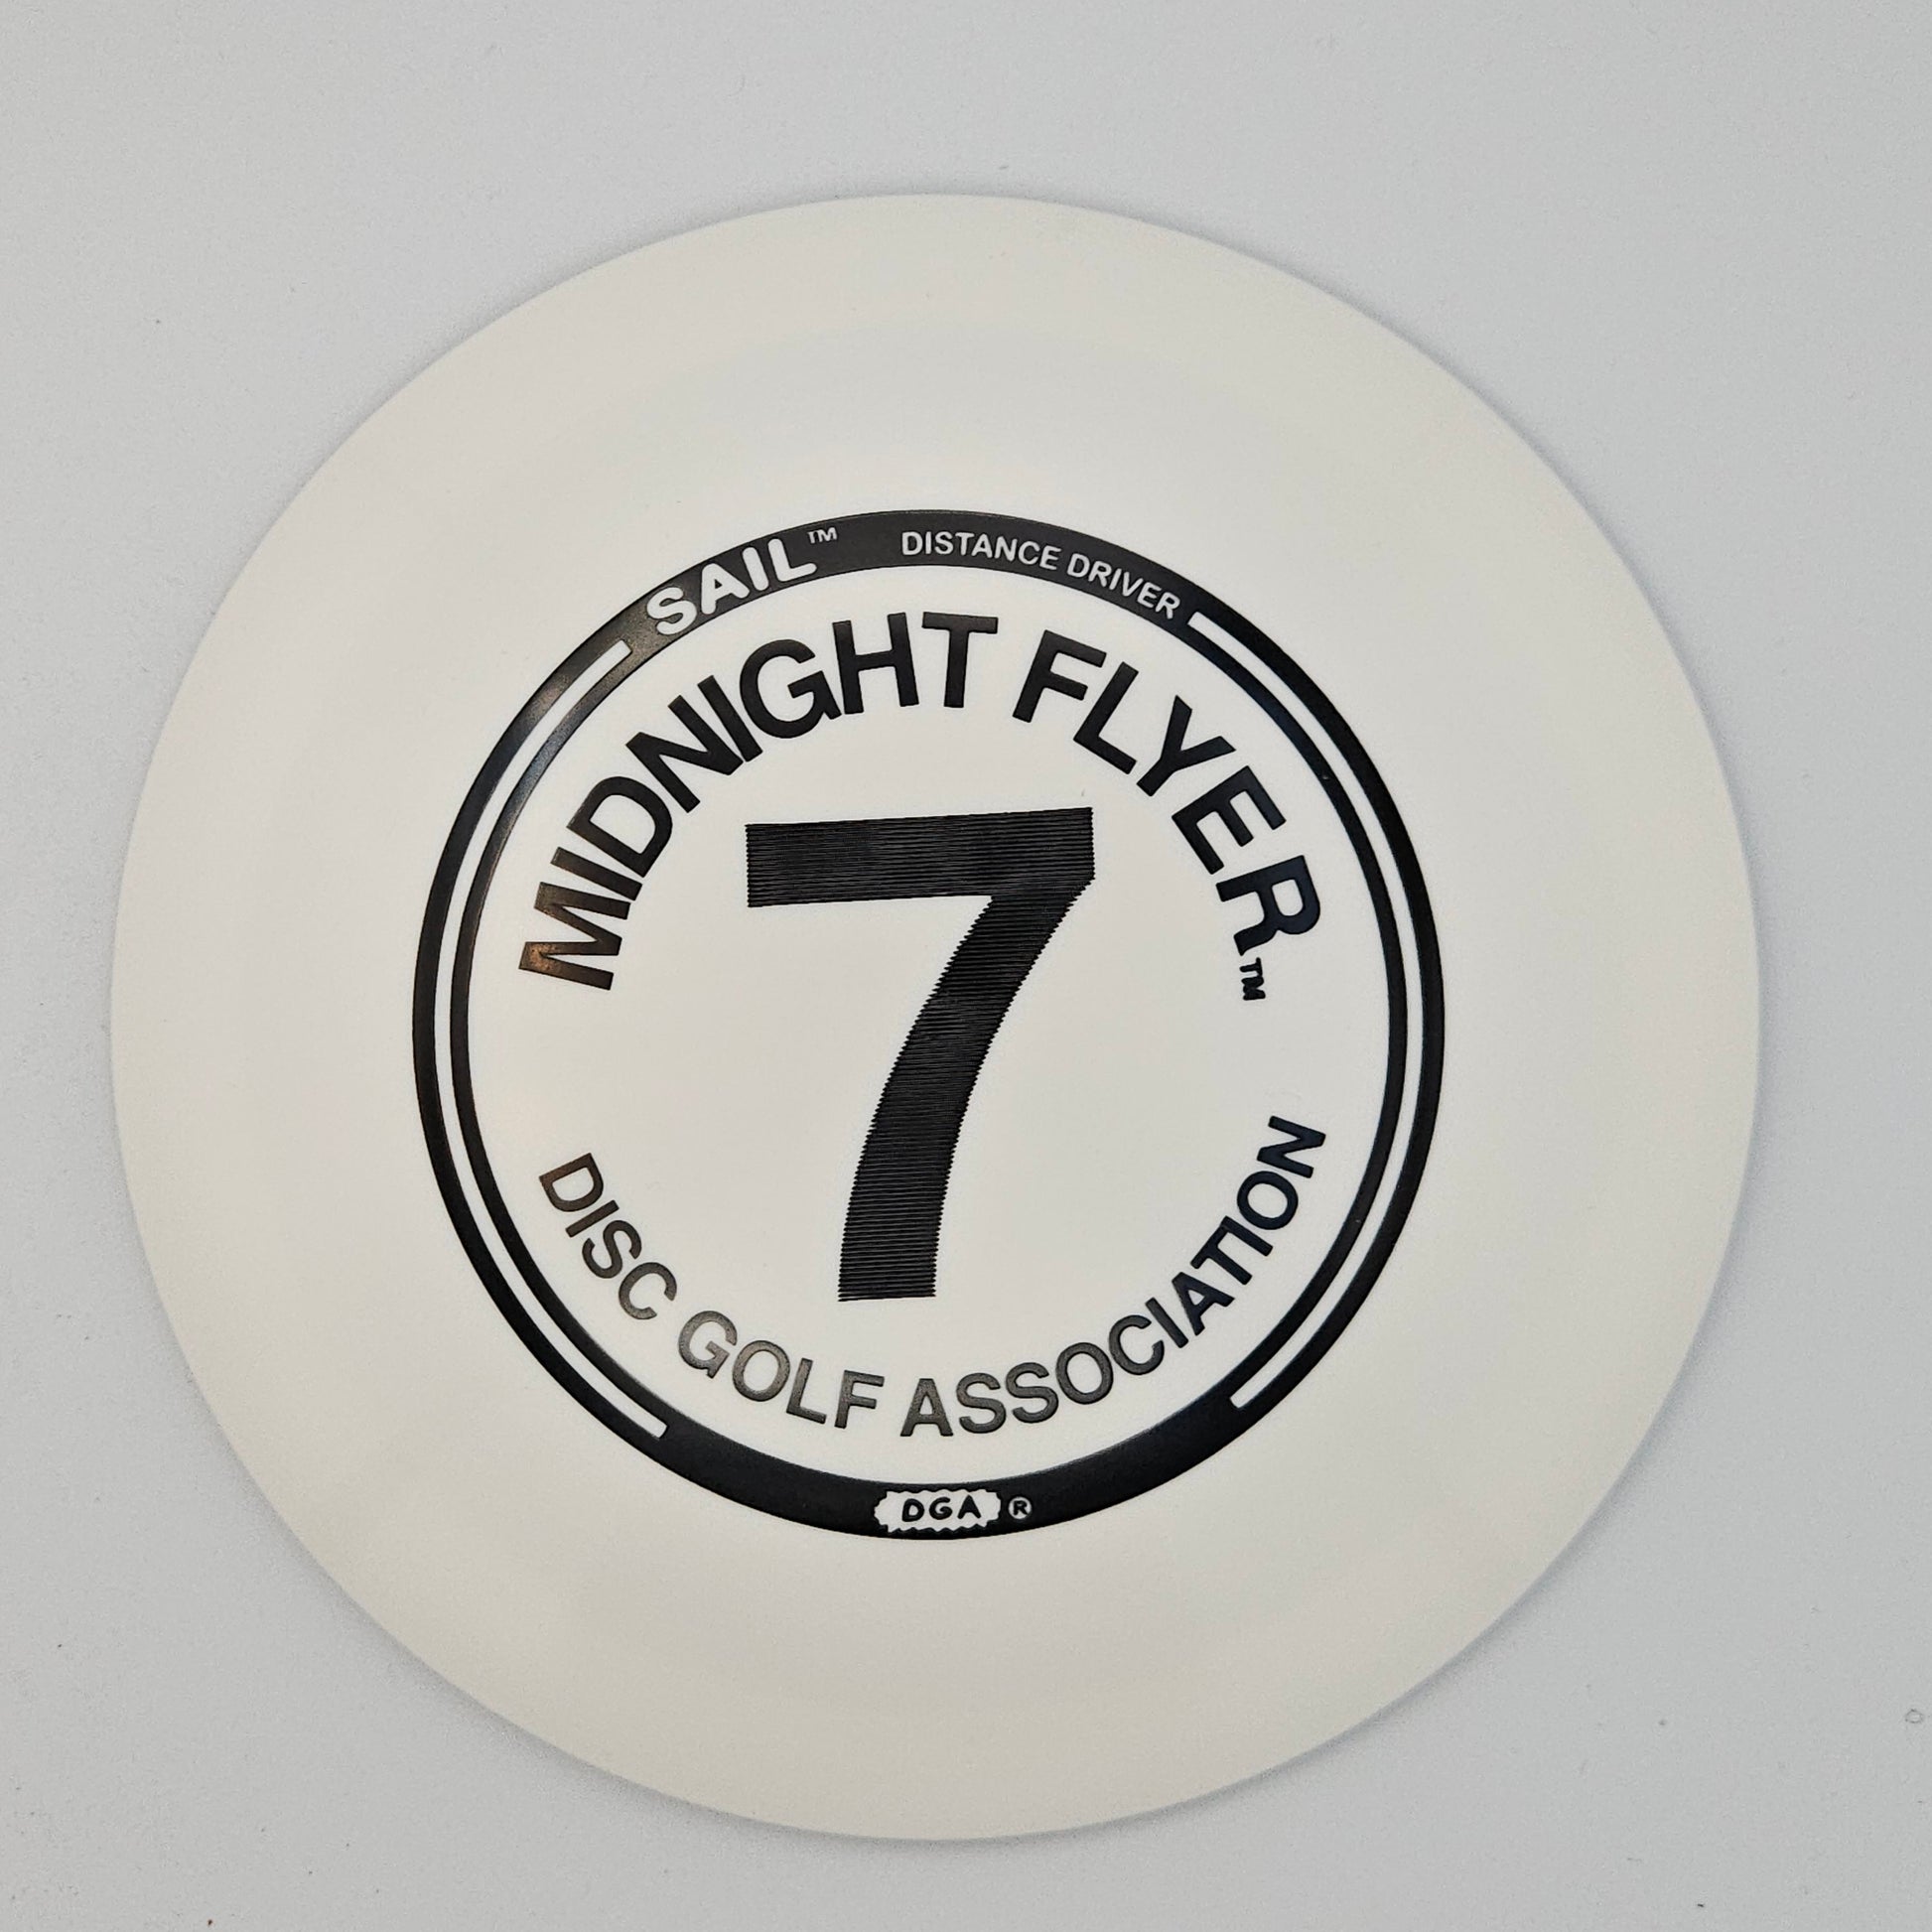 SAIL™ DISTANCE DRIVER
MIDNIGHT FLYER™
7
DISC GOLF ASSOCIATION
DGA ®